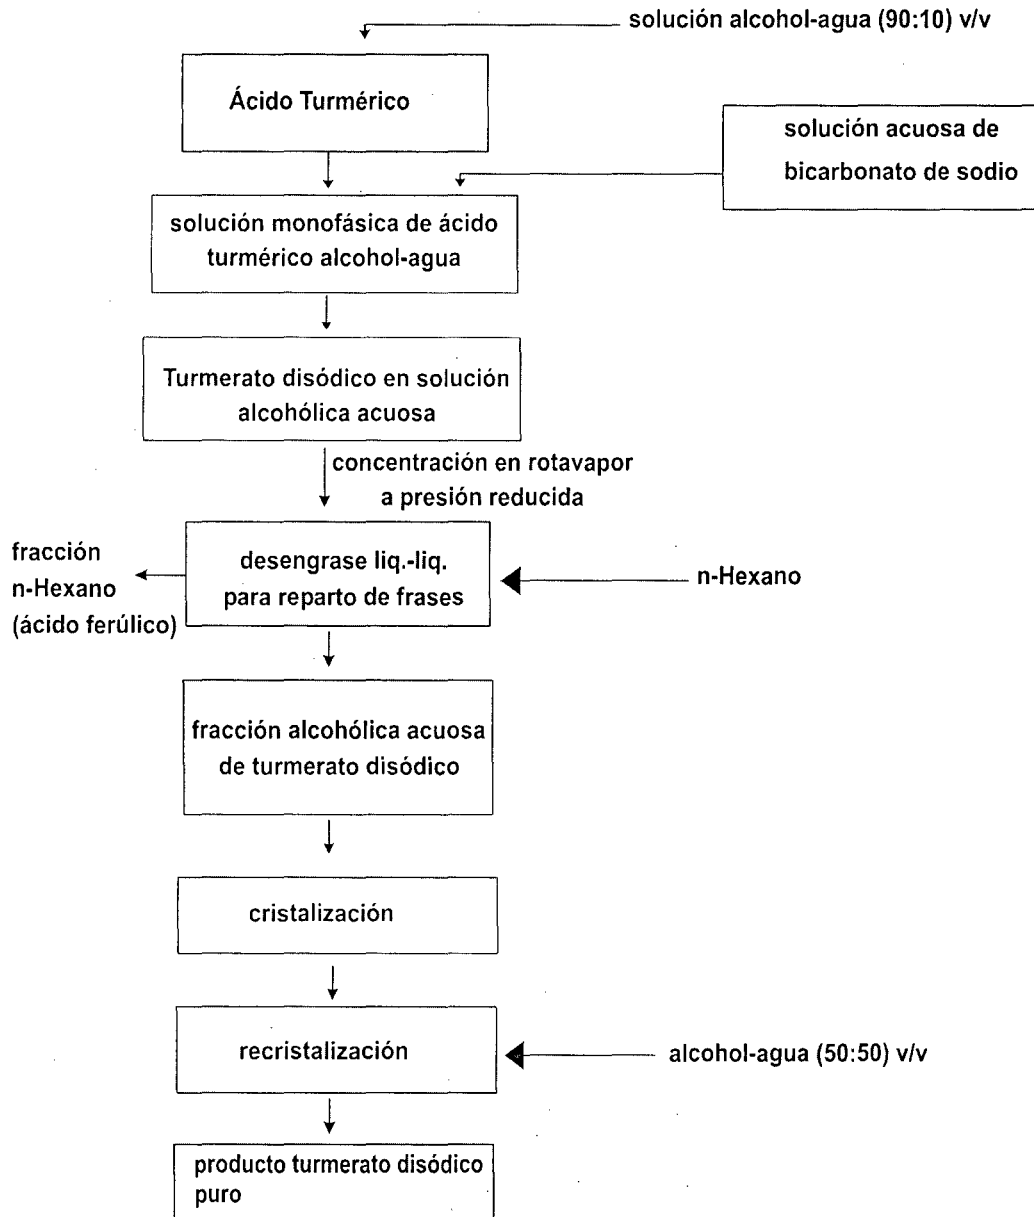 solución alcohol-agua (90:10) v/v
Ácido Turmérico
solución acuosa de
bicarbonato de sodio
solución monofásica de ácido
turmérico alcohol-agua
Turmerato disódico en solución
alcohólica acuosa
concentración en rotavapor
a presión reducida
fracción
n-Hexano
(ácido ferúlico)
desengrase liq.-liq.
para reparto de frases
n-Hexano
fracción alcohólica acuosa
de turmerato disódico
cristalización
recristalización
alcohol-agua (50:50) v/v
producto turmerato disódico
puro